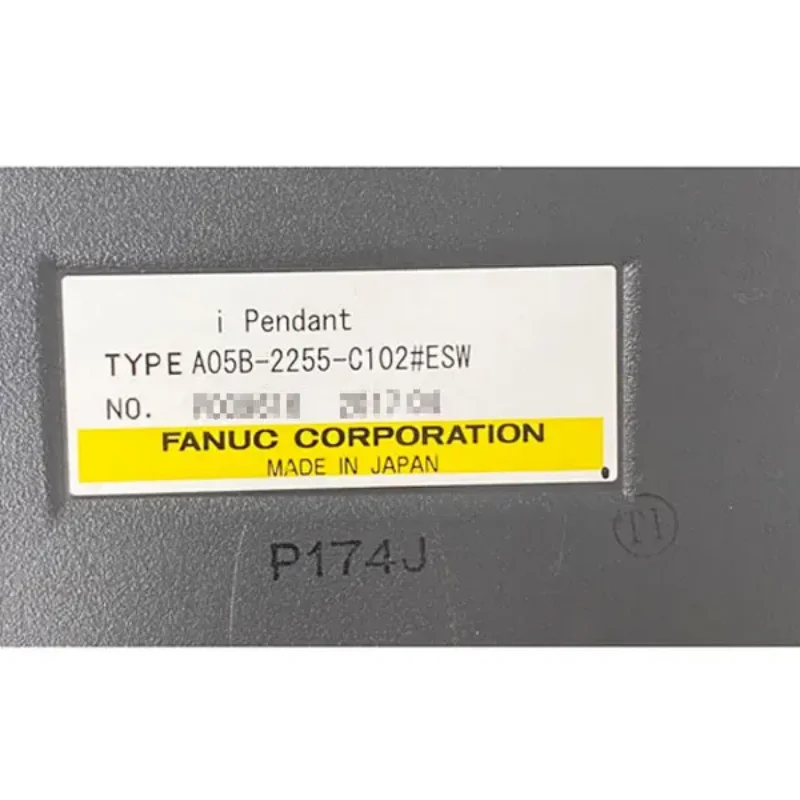 i Pendant
TYPE A05B-2255-C102#ESW
NO.
FANUC CORPORATION
MADE IN JAPAN
P174J